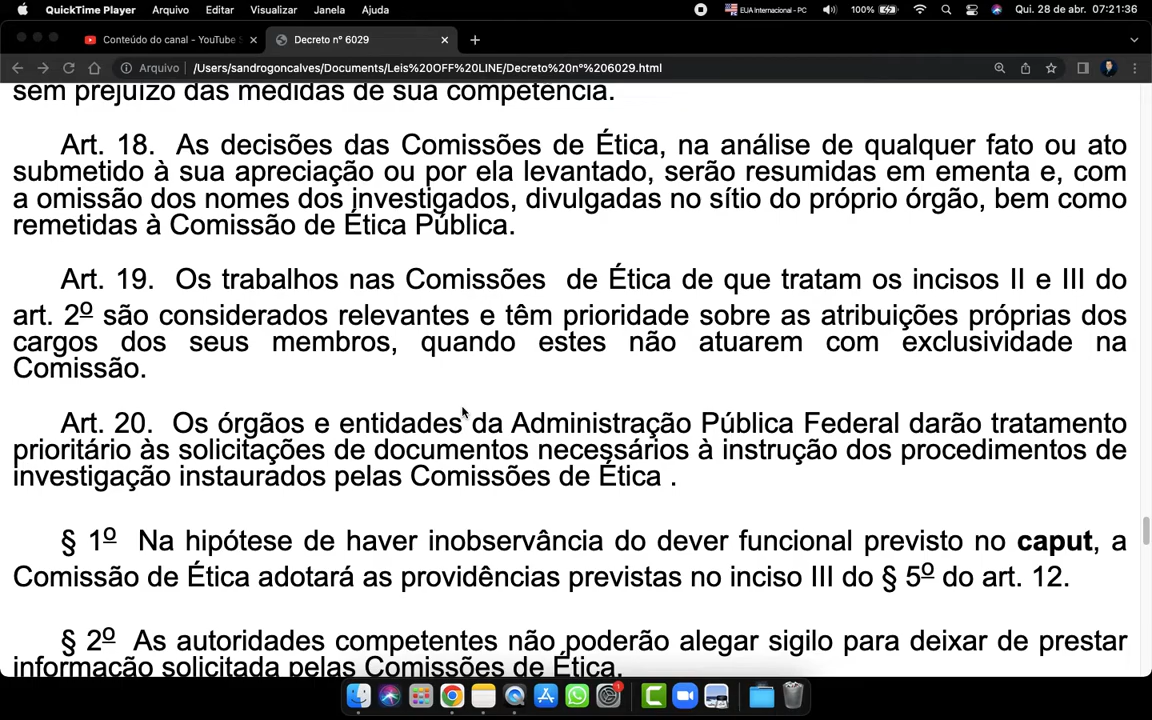 QuickTime Player Arquivo Editar Visualizar Janela Ajuda EUA Internacional - PC 100% Qui. 28 de abr. 07:21:36
Conteúdo do canal - YouTube Decreto nº 6029
Arquivo /Users/sandrogoncalves/Documents/Leis%20OFF%20LINE/Decreto%20n°%206029.html
sem prejuízo das medidas de sua competência.
Art. 18. As decisões das Comissões de Ética, na análise de qualquer fato ou ato
submetido à sua apreciação ou por ela levantado, serão resumidas em ementa e, com
a omissão dos nomes dos investigados, divulgadas no sítio do próprio órgão, bem como
remetidas à Comissão de Ética Pública.
Art. 19. Os trabalhos nas Comissões de Ética de que tratam os incisos II e III do
art. 2º são considerados relevantes e têm prioridade sobre as atribuições próprias dos
cargos dos seus membros, quando estes não atuarem com exclusividade na
Comissão.
Art. 20. Os órgãos e entidades da Administração Pública Federal darão tratamento
prioritário às solicitações de documentos necessários à instrução dos procedimentos de
investigação instaurados pelas Comissões de Ética .
§ 1º Na hipótese de haver inobservância do dever funcional previsto no caput, a
Comissão de Ética adotará as providências previstas no inciso III do § 5º do art. 12.
§ 2º As autoridades competentes não poderão alegar sigilo para deixar de prestar
informação solicitada pelas Comissões de Ética.
1